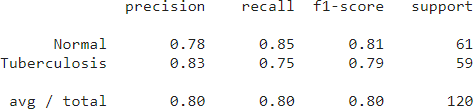 precision recall f1-score support
Normal 0.78 0.85 0.81 61
Tuberculosis 0.83 0.75 0.79 59
avg / total 0.80 0.80 0.80 120